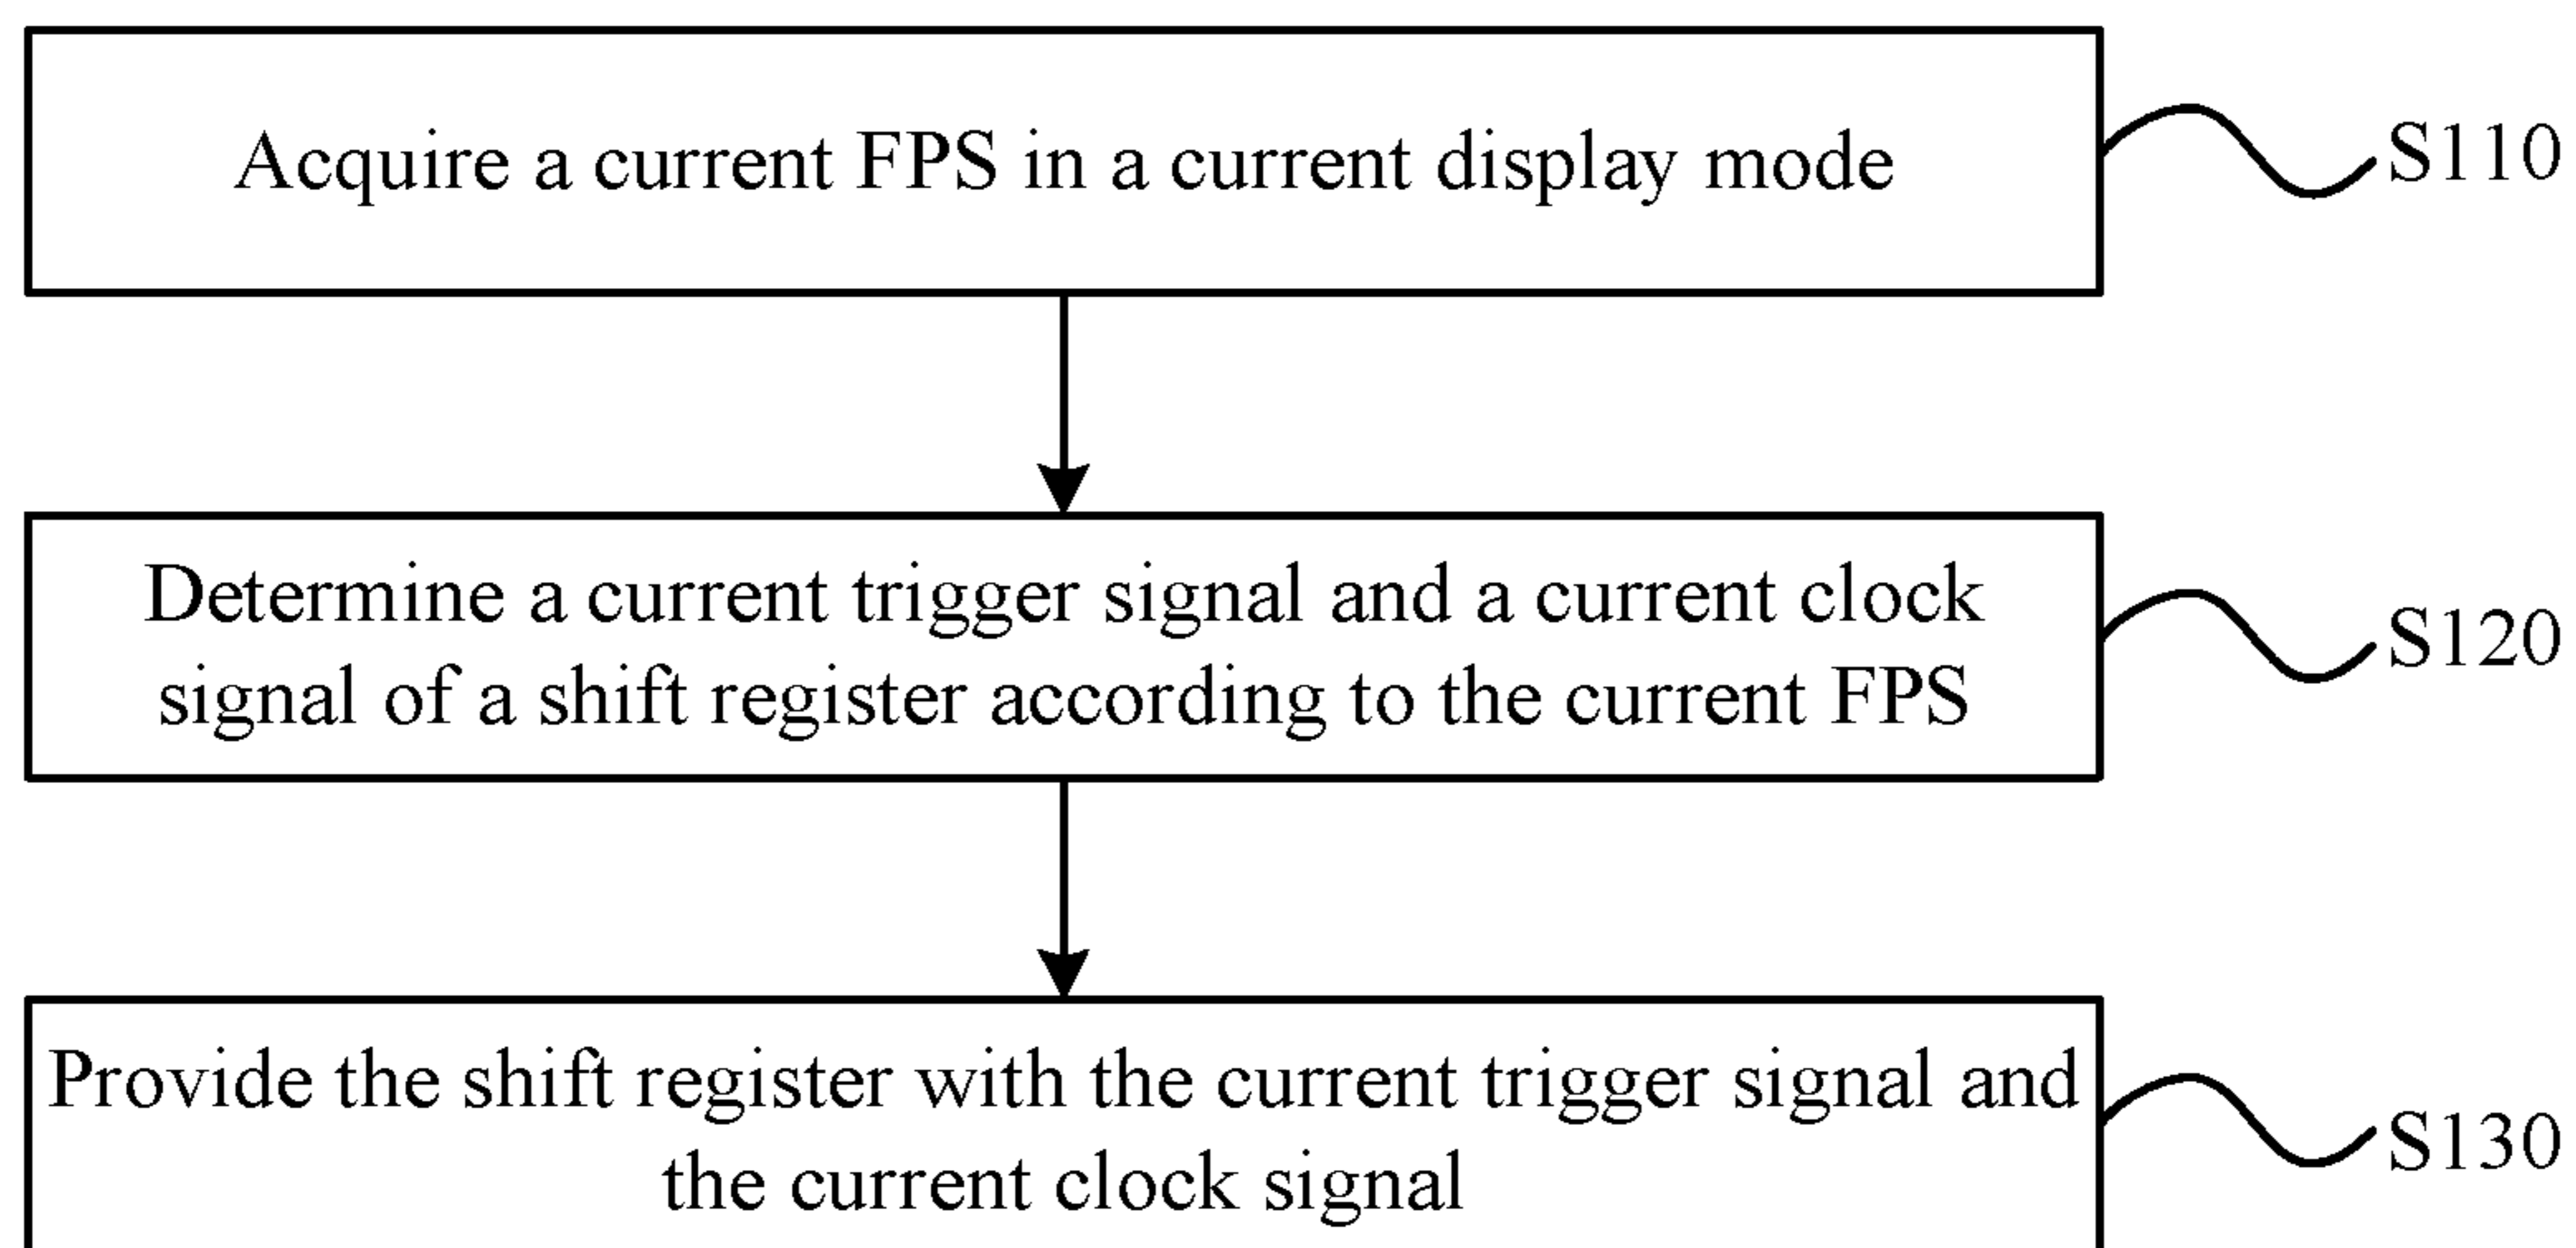 Acquire a current FPS in a current display mode
S110
Determine a current trigger signal and a current clock
signal of a shift register according to the current FPS
S120
Provide the shift register with the current trigger signal and
the current clock signal
S130